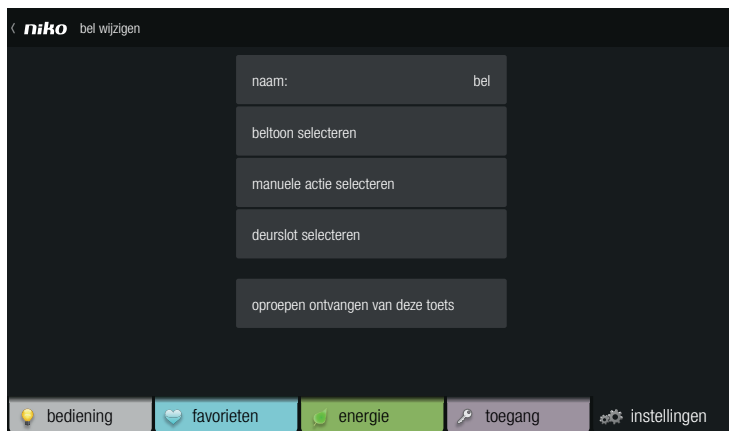 niko bel wijzigen
naam: bel
beltoon selecteren
manuele actie selecteren
deurslot selecteren
oproepen ontvangen van deze toets
bediening favorieten energie toegang instellingen